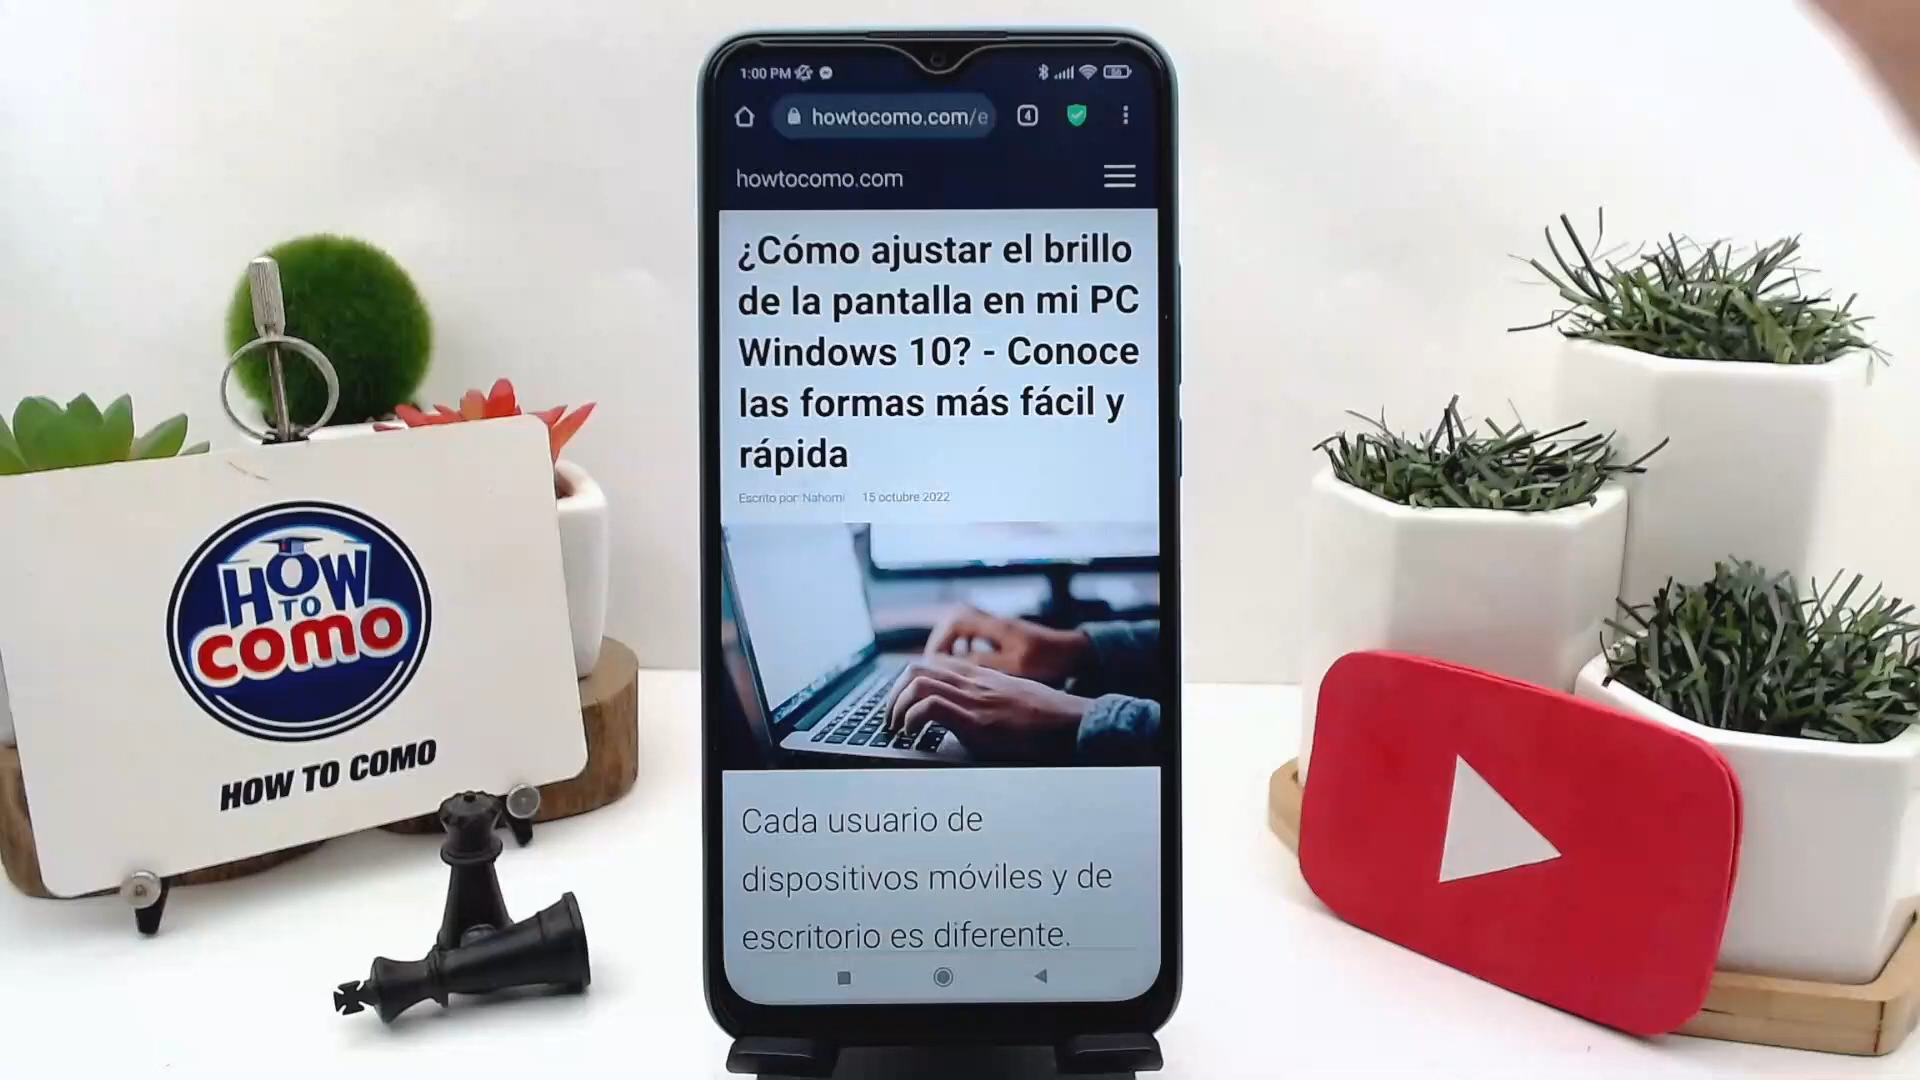 1:00 PM
howtocomo.com/e
4
howtocomo.com
¿Cómo ajustar el brillo
de la pantalla en mi PC
Windows 10? - Conoce
las formas más fácil y
rápida
Escrito por: Nahomi 15 octubre 2022
Cada usuario de
dispositivos móviles y de
escritorio es diferente.
HOW
TO
como
HOW TO COMO